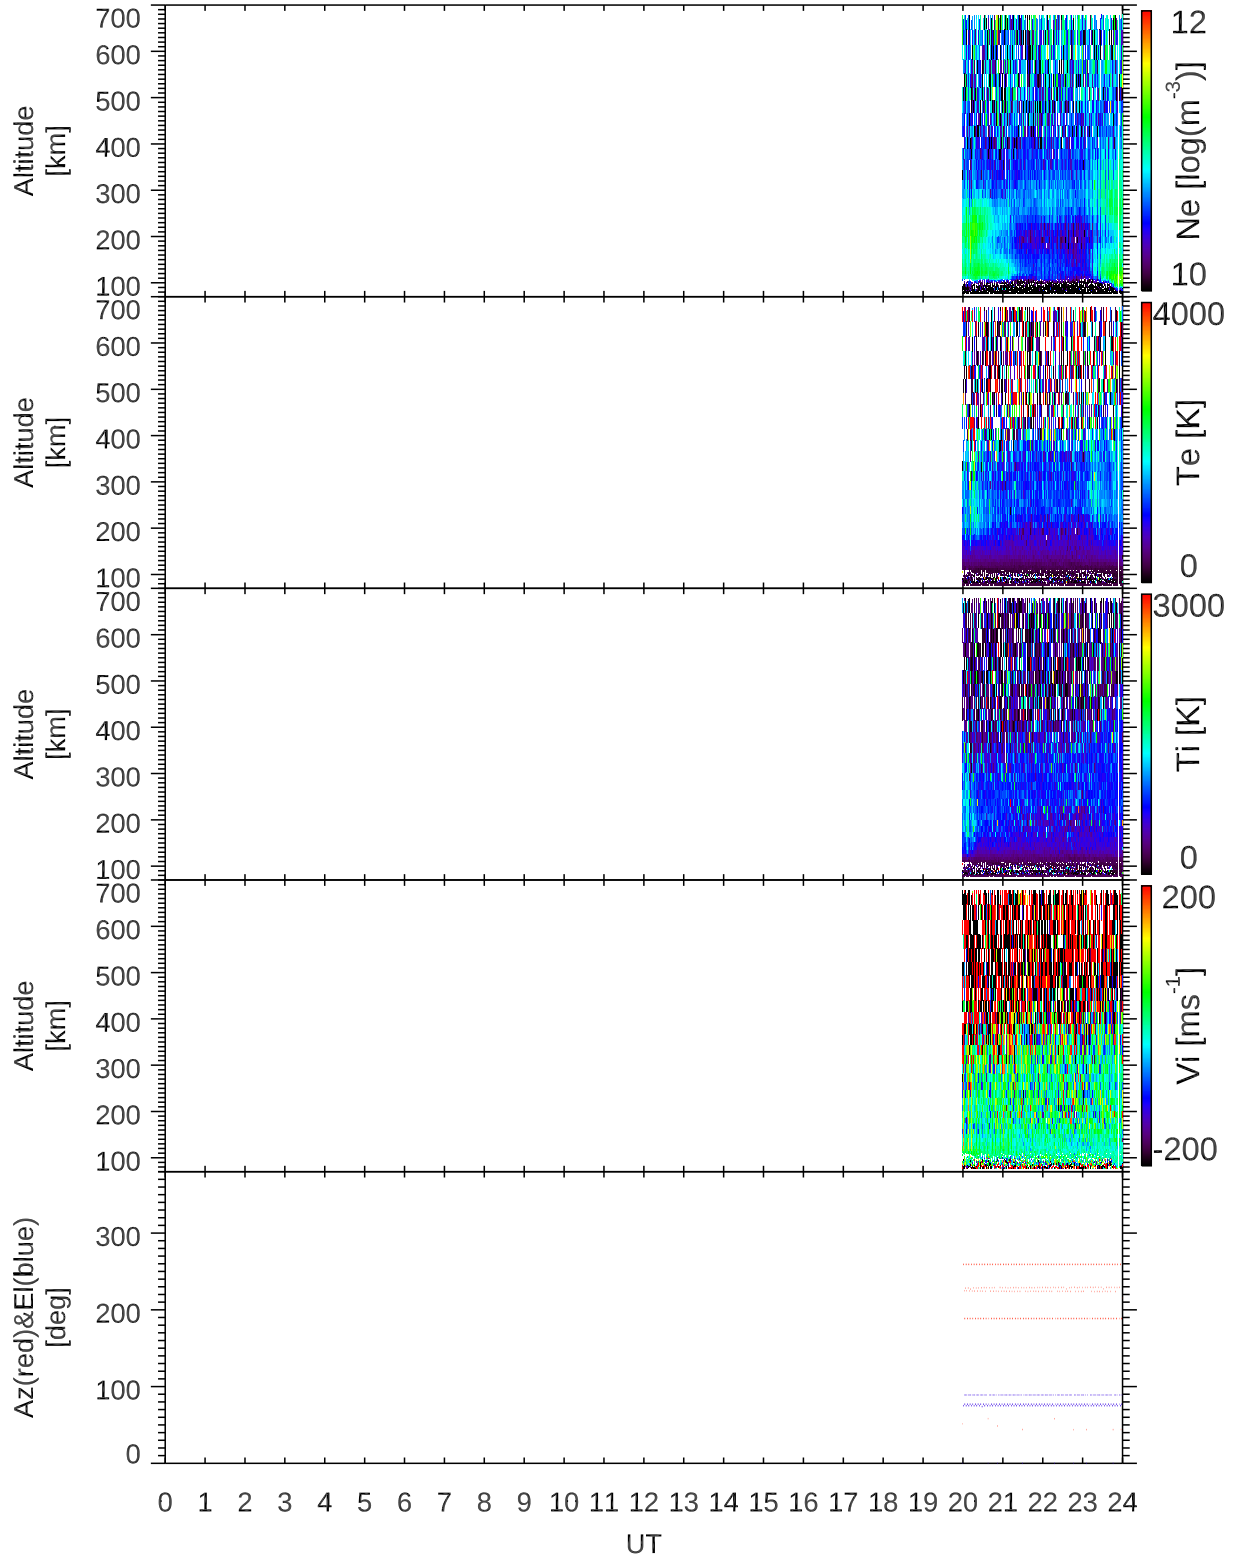 700
600
500
400
300
200
100
Altitude
[km]
12
Ne [log(m⁻³)]
10
700
600
500
400
300
200
100
Altitude
[km]
4000
Te [K]
0
700
600
500
400
300
200
100
Altitude
[km]
3000
Ti [K]
0
700
600
500
400
300
200
100
Altitude
[km]
200
Vi [ms⁻¹]
-200
300
200
100
0
Az(red)&El(blue)
[deg]
0 1 2 3 4 5 6 7 8 9 10 11 12 13 14 15 16 17 18 19 20 21 22 23 24
UT